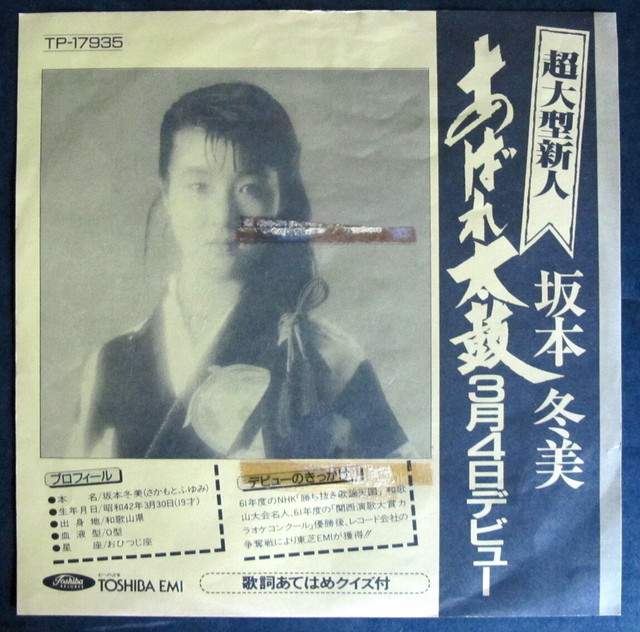 TP-17935
超大型新人
坂本冬美
あばれ太鼓
3月4日デビュー
プロフィール
●本　名/坂本冬美(さかもとふゆみ)
●生年月日/昭和42年3月30日(19才)
●出身地/和歌山県
●血液型/O型
●星　座/おひつじ座
デビューのきっかけ!
61年度のNHK「勝ち抜き歌謡天国」和歌
山大会名人、61年度の「関西演歌大賞カ
ラオケコンクール」優勝後、レコード会社の
争奪戦により東芝EMIが獲得!!
Toshiba
RECORDS
TOSHIBA EMI
歌詞あてはめクイズ付